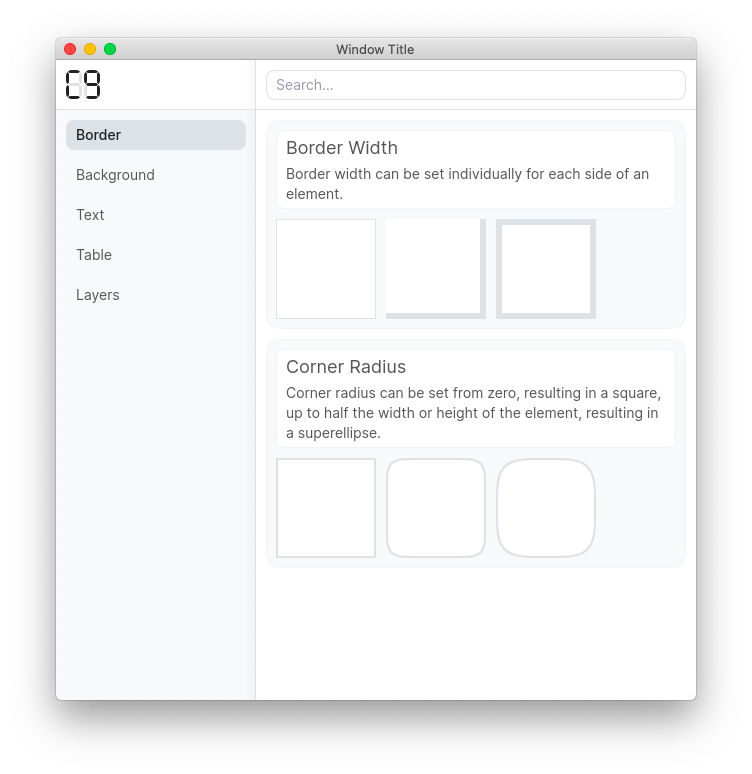 Window Title
C9
Search...
Border
Background
Text
Table
Layers
Border Width
Border width can be set individually for each side of an
element.
Corner Radius
Corner radius can be set from zero, resulting in a square,
up to half the width or height of the element, resulting in
a superellipse.